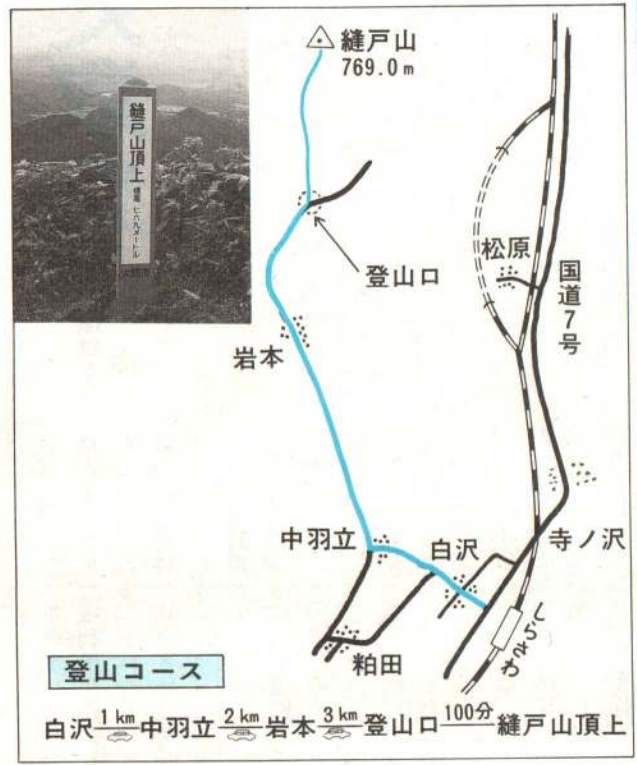 縫戸山頂上
標高 七六九メートル
縫戸山
769.0m
登山口
松原
国道7号
岩本
中羽立
白沢
寺ノ沢
しらさわ
粕田
登山コース
白沢 1km 中羽立 2km 岩本 3km 登山口 100分 縫戸山頂上